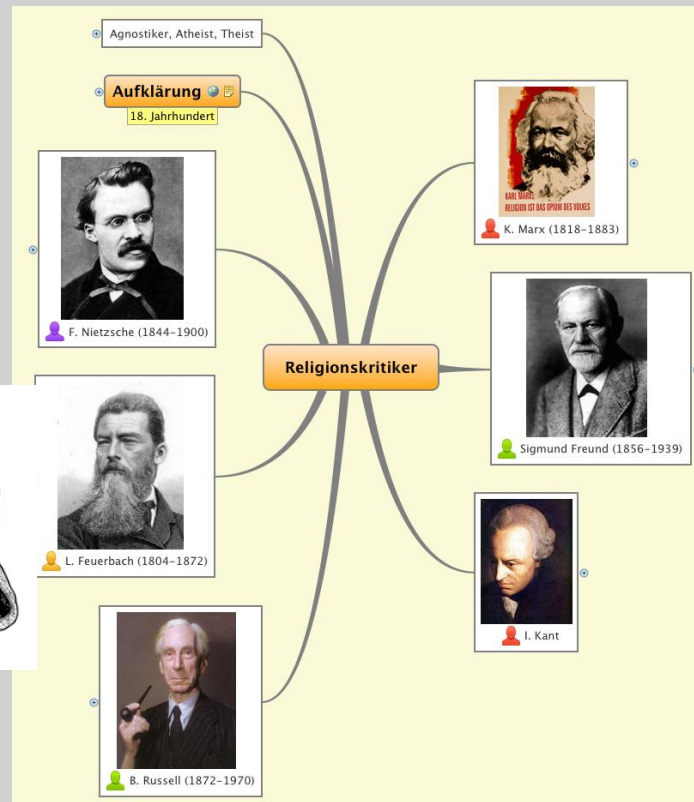 Agnostiker, Atheist, Theist
Aufklärung
18. Jahrhundert
F. Nietzsche (1844-1900)
L. Feuerbach (1804-1872)
B. Russell (1872-1970)
Religionskritiker
KARL MARX:
RELIGION IST DAS OPIUM DES VOLKES
K. Marx (1818-1883)
Sigmund Freund (1856-1939)
I. Kant